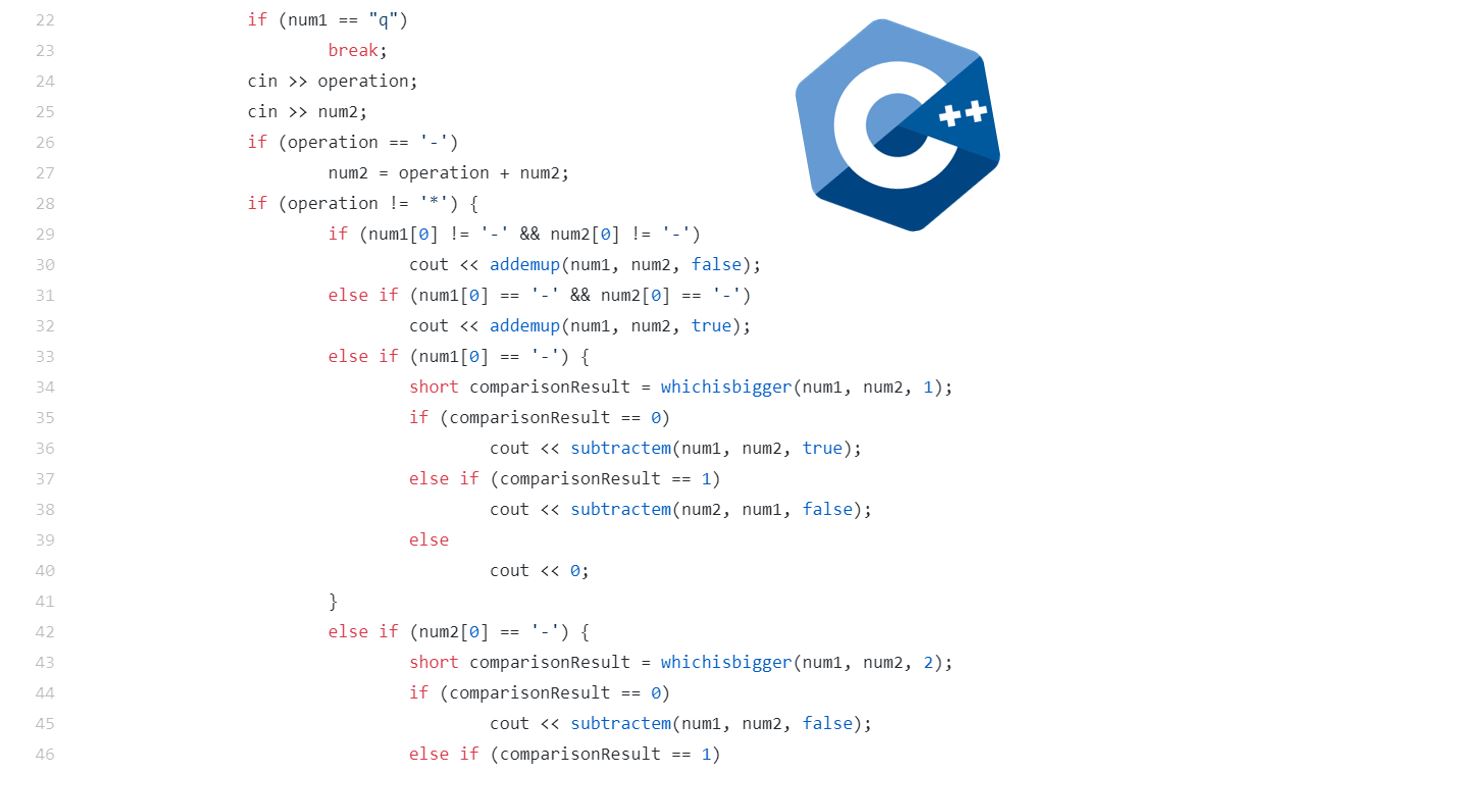 22 if (num1 == "q")
23 break;
24 cin >> operation;
25 cin >> num2;
26 if (operation == '-')
27 num2 = operation + num2;
28 if (operation != '*') {
29 if (num1[0] != '-' && num2[0] != '-')
30 cout << addemup(num1, num2, false);
31 else if (num1[0] == '-' && num2[0] == '-')
32 cout << addemup(num1, num2, true);
33 else if (num1[0] == '-') {
34 short comparisonResult = whichisbigger(num1, num2, 1);
35 if (comparisonResult == 0)
36 cout << subtractem(num1, num2, true);
37 else if (comparisonResult == 1)
38 cout << subtractem(num2, num1, false);
39 else
40 cout << 0;
41 }
42 else if (num2[0] == '-') {
43 short comparisonResult = whichisbigger(num1, num2, 2);
44 if (comparisonResult == 0)
45 cout << subtractem(num1, num2, false);
46 else if (comparisonResult == 1)
C++